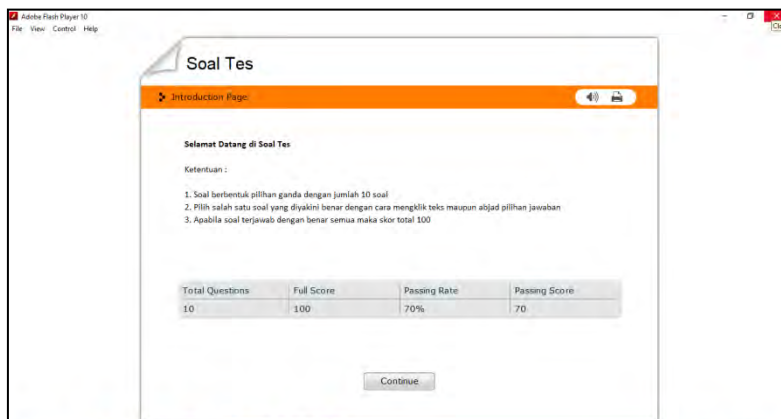 Adobe Flash Player 10
File View Control Help
Soal Tes
Introduction Page
Selamat Datang di Soal Tes
Ketentuan :
1. Soal berbentuk pilihan ganda dengan jumlah 10 soal
2. Pilih salah satu soal yang diyakini benar dengan cara mengklik teks maupun abjad pilihan jawaban
3. Apabila soal terjawab dengan benar semua maka skor total 100
Total Questions Full Score Passing Rate Passing Score
10 100 70% 70
Continue